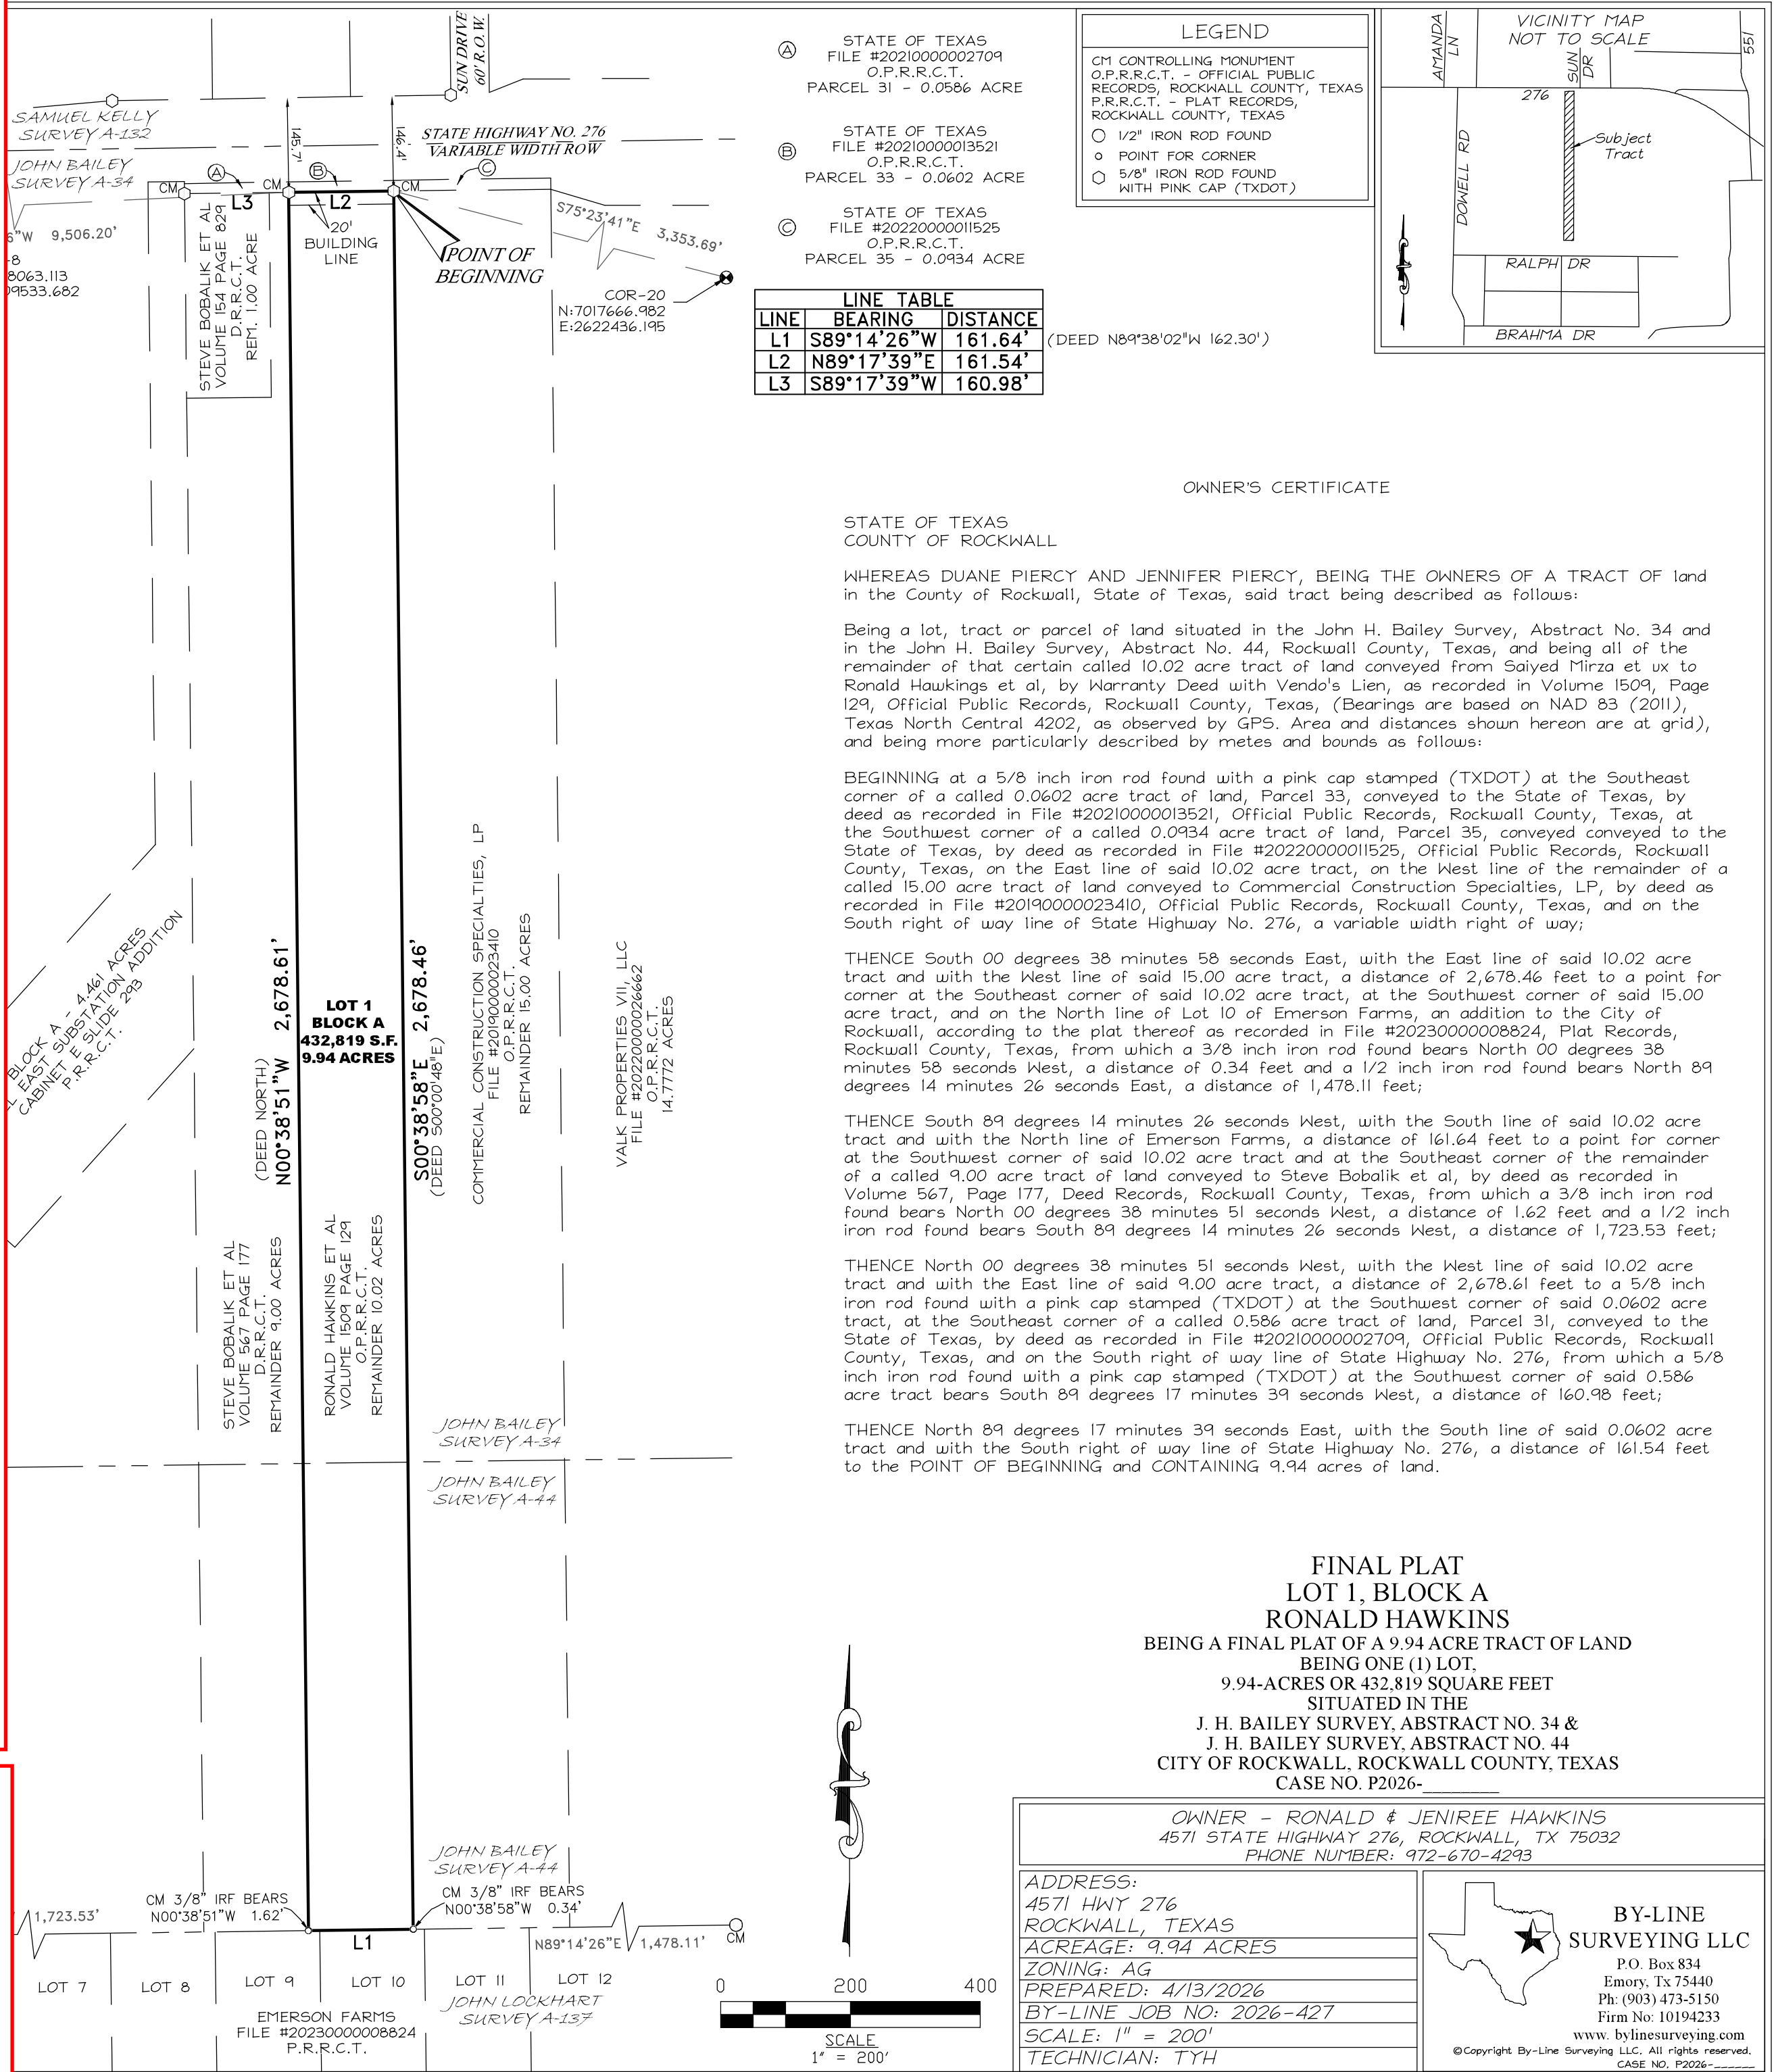 SUN DRIVE
60' R.O.W.
SAMUEL KELLY
SURVEY A-132
JOHN BAILEY
SURVEY A-34
145.7'
146.4'
STATE HIGHWAY NO. 276
VARIABLE WIDTH ROW
A
B
C
CM
CM
CM
L3
L2
20'
BUILDING
LINE
POINT OF
BEGINNING
S75°23'41"E 3,353.69'
COR-20
N:7017666.982
E:2622436.195
6"W 9,506.20'
-8
8063.113
09533.682
STEVE BOBALIK ET AL
VOLUME 154 PAGE 829
D.R.R.C.T.
REM. 1.00 ACRE
A
STATE OF TEXAS
FILE #20210000002709
O.P.R.R.C.T.
PARCEL 31 - 0.0586 ACRE
B
STATE OF TEXAS
FILE #20210000013521
O.P.R.R.C.T.
PARCEL 33 - 0.0602 ACRE
C
STATE OF TEXAS
FILE #20220000011525
O.P.R.R.C.T.
PARCEL 35 - 0.0934 ACRE
LINE TABLE
LINE BEARING DISTANCE
L1 S89°14'26"W 161.64' (DEED N89°38'02"W 162.30')
L2 N89°17'39"E 161.54'
L3 S89°17'39"W 160.98'
LEGEND
CM CONTROLLING MONUMENT
O.P.R.R.C.T. - OFFICIAL PUBLIC
RECORDS, ROCKWALL COUNTY, TEXAS
P.R.R.C.T. - PLAT RECORDS,
ROCKWALL COUNTY, TEXAS
1/2" IRON ROD FOUND
POINT FOR CORNER
5/8" IRON ROD FOUND
WITH PINK CAP (TXDOT)
VICINITY MAP
NOT TO SCALE
AMANDA
LN
SUN
DR
551
276
DOWELL RD
Subject
Tract
RALPH DR
BRAHMA DR
OWNER'S CERTIFICATE
STATE OF TEXAS
COUNTY OF ROCKWALL
WHEREAS DUANE PIERCY AND JENNIFER PIERCY, BEING THE OWNERS OF A TRACT OF land
in the County of Rockwall, State of Texas, said tract being described as follows:
Being a lot, tract or parcel of land situated in the John H. Bailey Survey, Abstract No. 34 and
in the John H. Bailey Survey, Abstract No. 44, Rockwall County, Texas, and being all of the
remainder of that certain called 10.02 acre tract of land conveyed from Saiyed Mirza et ux to
Ronald Hawkings et al, by Warranty Deed with Vendo's Lien, as recorded in Volume 1509, Page
129, Official Public Records, Rockwall County, Texas, (Bearings are based on NAD 83 (2011),
Texas North Central 4202, as observed by GPS. Area and distances shown hereon are at grid),
and being more particularly described by metes and bounds as follows:
BEGINNING at a 5/8 inch iron rod found with a pink cap stamped (TXDOT) at the Southeast
corner of a called 0.0602 acre tract of land, Parcel 33, conveyed to the State of Texas, by
deed as recorded in File #20210000013521, Official Public Records, Rockwall County, Texas, at
the Southwest corner of a called 0.0934 acre tract of land, Parcel 35, conveyed conveyed to the
State of Texas, by deed as recorded in File #20220000011525, Official Public Records, Rockwall
County, Texas, on the East line of said 10.02 acre tract, on the West line of the remainder of a
called 15.00 acre tract of land conveyed to Commercial Construction Specialties, LP, by deed as
recorded in File #20190000023410, Official Public Records, Rockwall County, Texas, and on the
South right of way line of State Highway No. 276, a variable width right of way;
THENCE South 00 degrees 38 minutes 58 seconds East, with the East line of said 10.02 acre
tract and with the West line of said 15.00 acre tract, a distance of 2,678.46 feet to a point for
corner at the Southeast corner of said 10.02 acre tract, at the Southwest corner of said 15.00
acre tract, and on the North line of Lot 10 of Emerson Farms, an addition to the City of
Rockwall, according to the plat thereof as recorded in File #20230000008824, Plat Records,
Rockwall County, Texas, from which a 3/8 inch iron rod found bears North 00 degrees 38
minutes 58 seconds West, a distance of 0.34 feet and a 1/2 inch iron rod found bears North 89
degrees 14 minutes 26 seconds East, a distance of 1,478.11 feet;
THENCE South 89 degrees 14 minutes 26 seconds West, with the South line of said 10.02 acre
tract and with the North line of Emerson Farms, a distance of 161.64 feet to a point for corner
at the Southwest corner of said 10.02 acre tract and at the Southeast corner of the remainder
of a called 9.00 acre tract of land conveyed to Steve Bobalik et al, by deed as recorded in
Volume 567, Page 177, Deed Records, Rockwall County, Texas, from which a 3/8 inch iron rod
found bears North 00 degrees 38 minutes 51 seconds West, a distance of 1.62 feet and a 1/2 inch
iron rod found bears South 89 degrees 14 minutes 26 seconds West, a distance of 1,723.53 feet;
THENCE North 00 degrees 38 minutes 51 seconds West, with the West line of said 10.02 acre
tract and with the East line of said 9.00 acre tract, a distance of 2,678.61 feet to a 5/8 inch
iron rod found with a pink cap stamped (TXDOT) at the Southwest corner of said 0.0602 acre
tract, at the Southeast corner of a called 0.586 acre tract of land, Parcel 31, conveyed to the
State of Texas, by deed as recorded in File #20210000002709, Official Public Records, Rockwall
County, Texas, and on the South right of way line of State Highway No. 276, from which a 5/8
inch iron rod found with a pink cap stamped (TXDOT) at the Southwest corner of said 0.586
acre tract bears South 89 degrees 17 minutes 39 seconds West, a distance of 160.98 feet;
THENCE North 89 degrees 17 minutes 39 seconds East, with the South line of said 0.0602 acre
tract and with the South right of way line of State Highway No. 276, a distance of 161.54 feet
to the POINT OF BEGINNING and CONTAINING 9.94 acres of land.
BLOCK A - 4.461 ACRES
L EAST SUBSTATION ADDITION
CABINET E SLIDE 293
P.R.R.C.T.
(DEED NORTH)
N00°38'51"W 2,678.61'
LOT 1
BLOCK A
432,819 S.F.
9.94 ACRES
S00°38'58"E 2,678.46'
(DEED S00°00'48"E)
COMMERCIAL CONSTRUCTION SPECIALTIES, LP
FILE #20190000023410
O.P.R.R.C.T.
REMAINDER 15.00 ACRES
VALK PROPERTIES VII, LLC
FILE #20220000026662
O.P.R.R.C.T.
14.7772 ACRES
STEVE BOBALIK ET AL
VOLUME 567 PAGE 177
D.R.R.C.T.
REMAINDER 9.00 ACRES
RONALD HAWKINS ET AL
VOLUME 1509 PAGE 129
O.P.R.R.C.T.
REMAINDER 10.02 ACRES
JOHN BAILEY
SURVEY A-34
JOHN BAILEY
SURVEY A-44
JOHN BAILEY
SURVEY A-44
CM 3/8" IRF BEARS
N00°38'51"W 1.62'
CM 3/8" IRF BEARS
N00°38'58"W 0.34'
1,723.53'
L1
N89°14'26"E 1,478.11'
CM
LOT 7
LOT 8
LOT 9
LOT 10
LOT 11
LOT 12
EMERSON FARMS
FILE #20230000008824
P.R.R.C.T.
JOHN LOCKHART
SURVEY A-137
0 200 400
SCALE
1" = 200'
FINAL PLAT
LOT 1, BLOCK A
RONALD HAWKINS
BEING A FINAL PLAT OF A 9.94 ACRE TRACT OF LAND
BEING ONE (1) LOT,
9.94-ACRES OR 432,819 SQUARE FEET
SITUATED IN THE
J. H. BAILEY SURVEY, ABSTRACT NO. 34 &
J. H. BAILEY SURVEY, ABSTRACT NO. 44
CITY OF ROCKWALL, ROCKWALL COUNTY, TEXAS
CASE NO. P2026-________
OWNER - RONALD & JENIREE HAWKINS
4571 STATE HIGHWAY 276, ROCKWALL, TX 75032
PHONE NUMBER: 972-670-4293
ADDRESS:
4571 HWY 276
ROCKWALL, TEXAS
ACREAGE: 9.94 ACRES
ZONING: AG
PREPARED: 4/13/2026
BY-LINE JOB NO: 2026-427
SCALE: 1" = 200'
TECHNICIAN: TYH
BY-LINE
SURVEYING LLC
P.O. Box 834
Emory, Tx 75440
Ph: (903) 473-5150
Firm No: 10194233
www. bylinesurveying.com
©Copyright By-Line Surveying LLC. All rights reserved.
CASE NO. P2026-______